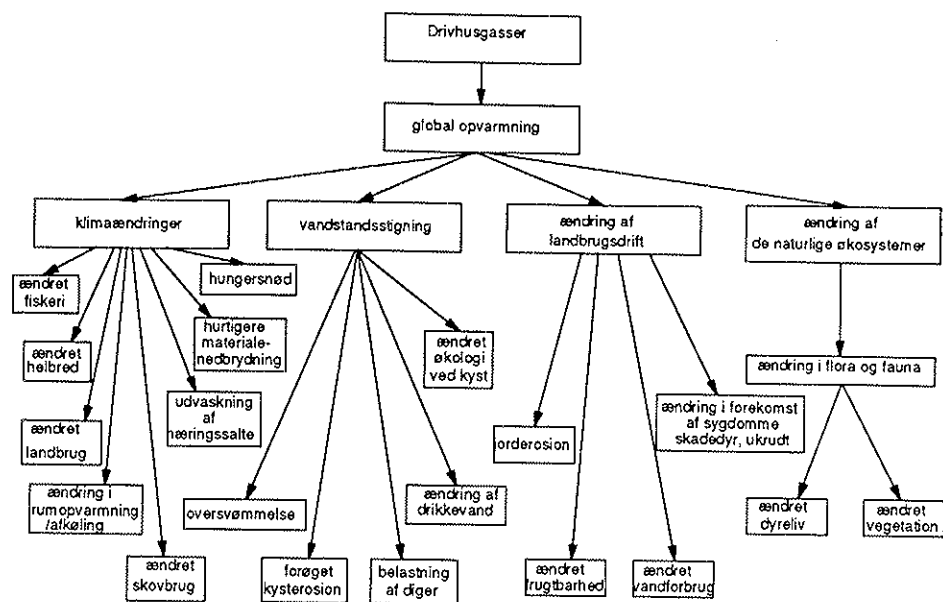 Drivhusgasser
global opvarmning
klimaændringer
vandstandsstigning
ændring af
landbrugsdrift
ændring af
de naturlige økosystemer
ændret
fiskeri
hungersnød
ændret
helbred
hurtigere
materiale-
nedbrydning
ændret
landbrug
udvaskning
af
næringssalte
ændring i
rumopvarmning
/afkøling
ændret
skovbrug
oversvømmelse
forøget
kysterosion
belastning
af diger
ændring af
drikkevand
ændret
økologi
ved kyst
jorderosion
ændret
frugtbarhed
ændret
vandforbrug
ændring i forekomst
af sygdomme
skadedyr, ukrudt
ændring i flora og fauna
ændret
dyreliv
ændret
vegetation